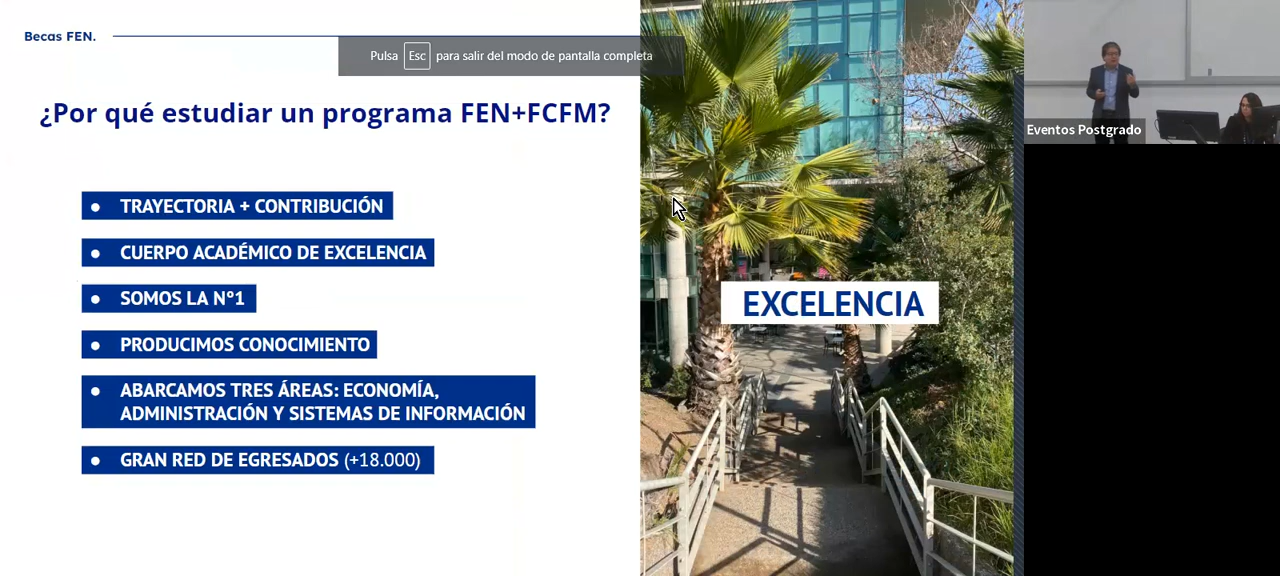 Becas FEN.
Pulsa Esc para salir del modo de pantalla completa
¿Por qué estudiar un programa FEN+FCFM?
● TRAYECTORIA + CONTRIBUCIÓN
● CUERPO ACADÉMICO DE EXCELENCIA
● SOMOS LA Nº1
● PRODUCIMOS CONOCIMIENTO
● ABARCAMOS TRES ÁREAS: ECONOMÍA,
ADMINISTRACIÓN Y SISTEMAS DE INFORMACIÓN
● GRAN RED DE EGRESADOS (+18.000)
EXCELENCIA
Eventos Postgrado